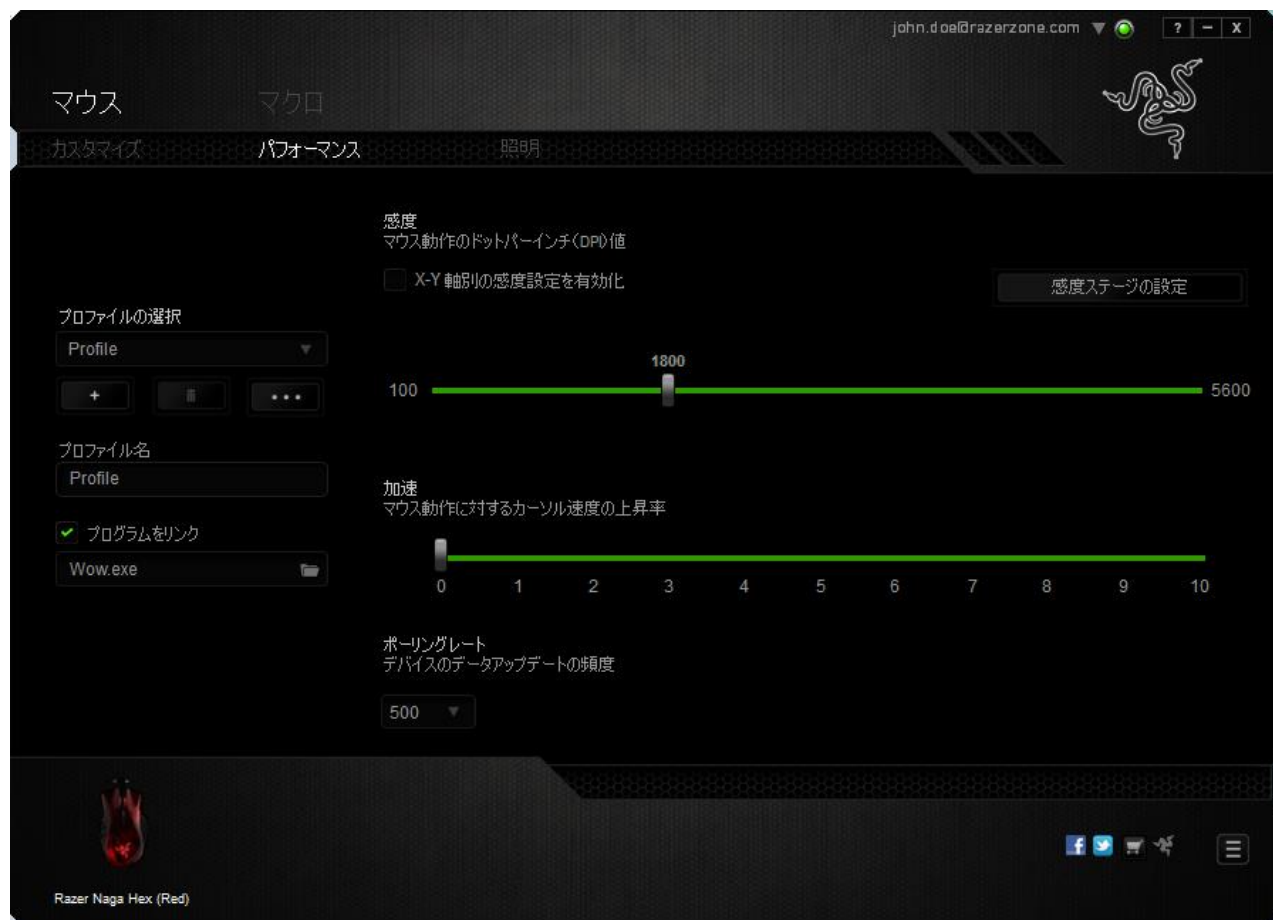 john.doe@razerzone.com
? – X
マウス マクロ
カスタマイズ パフォーマンス 照明
感度
マウス動作のドットパーインチ(DPI)値
X-Y 軸別の感度設定を有効化
感度ステージの設定
プロファイルの選択
Profile
1800
100 5600
+ •••
プロファイル名
Profile
加速
マウス動作に対するカーソル速度の上昇率
プログラムをリンク
Wow.exe
0 1 2 3 4 5 6 7 8 9 10
ポーリングレート
デバイスのデータアップデートの頻度
500
Razer Naga Hex (Red)